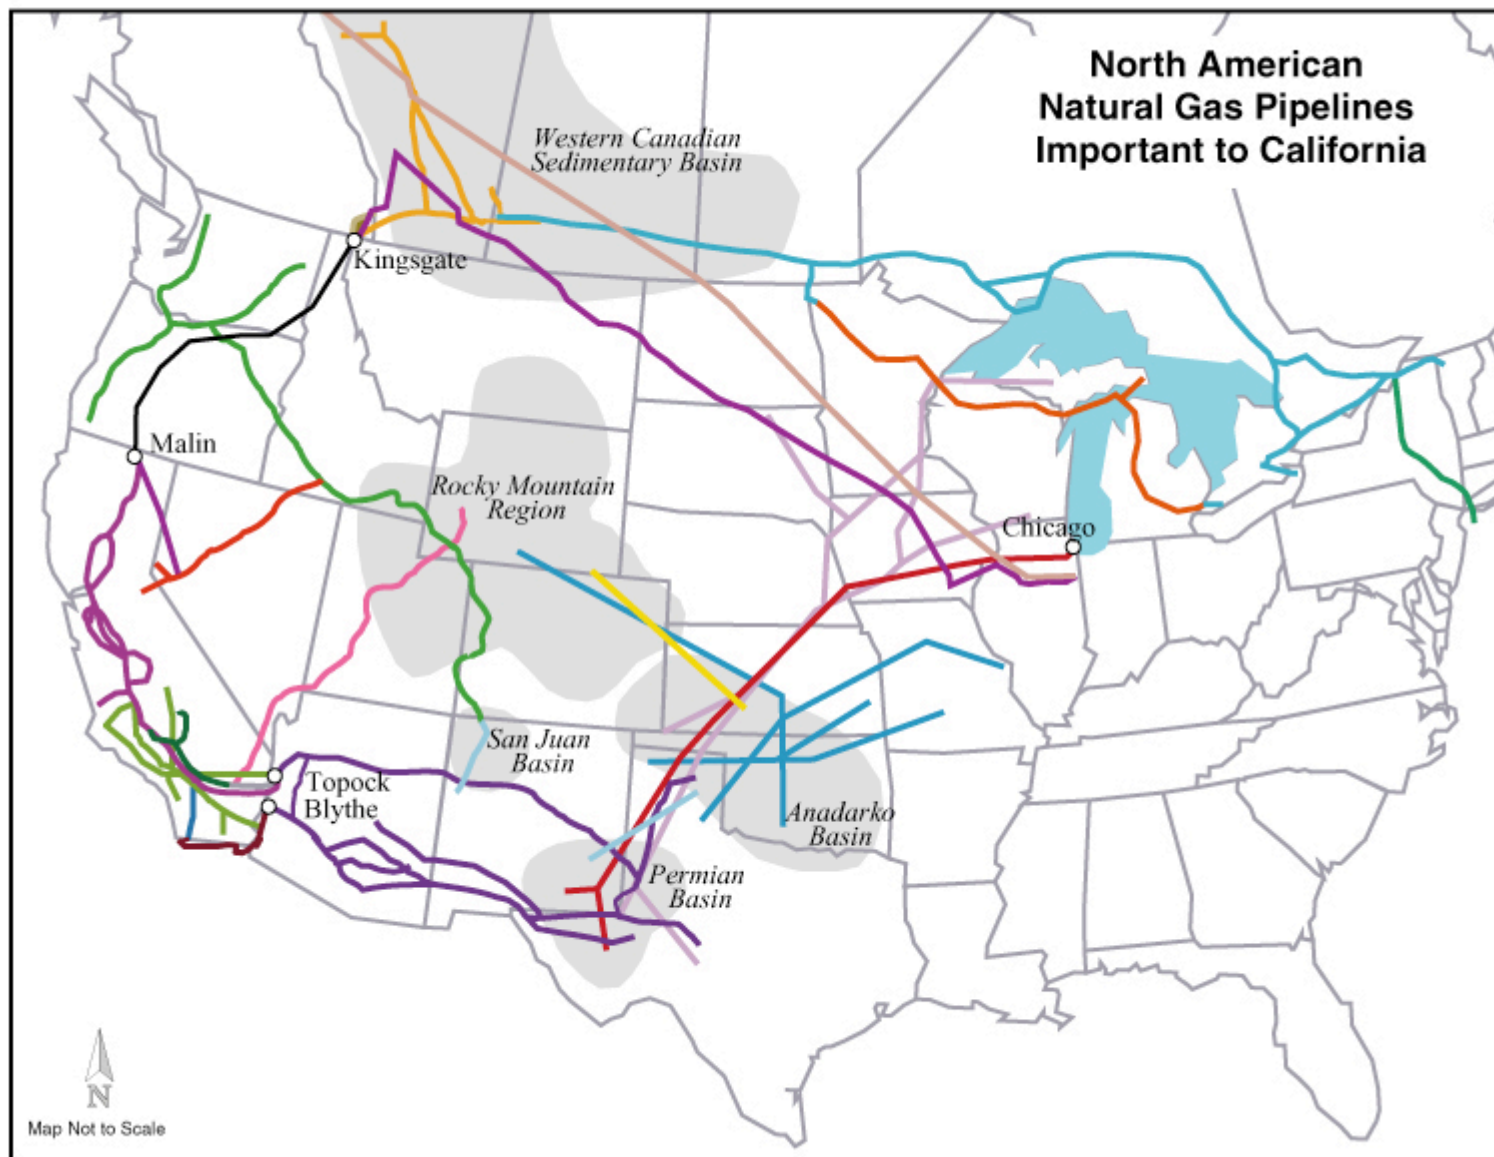 North American
Natural Gas Pipelines
Important to California
Western Canadian
Sedimentary Basin
Kingsgate
Malin
Rocky Mountain
Region
Chicago
San Juan
Basin
Topock
Blythe
Anadarko
Basin
Permian
Basin
N
Map Not to Scale